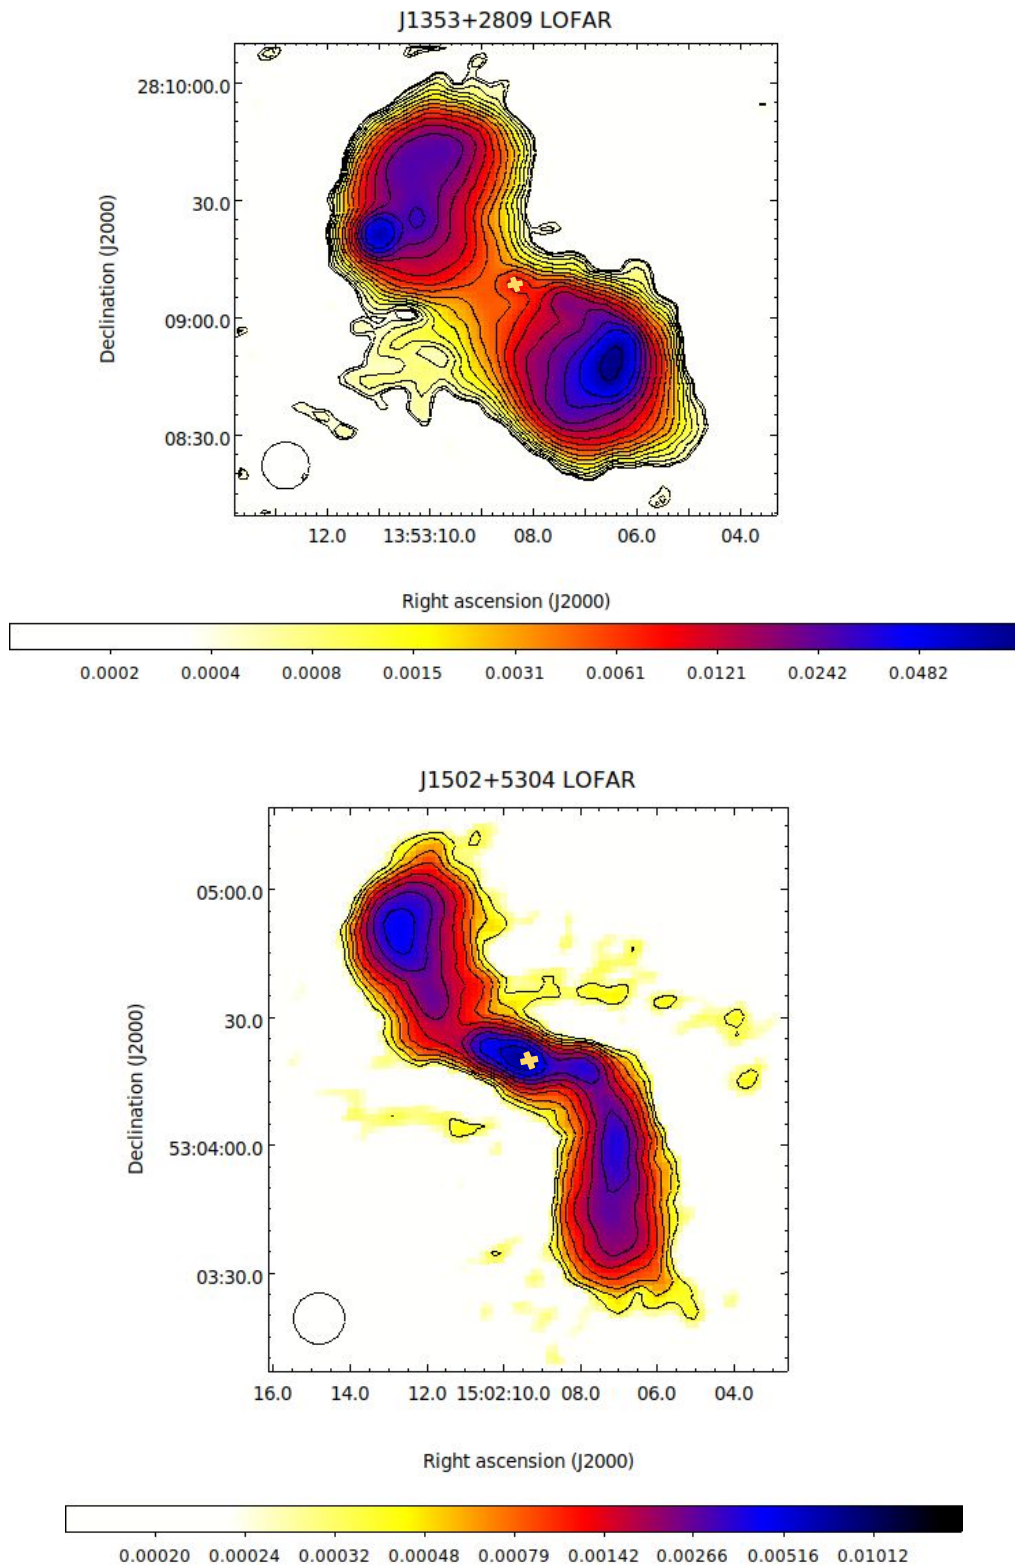 J1353+2809 LOFAR
28:10:00.0
30.0
09:00.0
08:30.0
Declination (J2000)
12.0 13:53:10.0 08.0 06.0 04.0
Right ascension (J2000)
0.0002 0.0004 0.0008 0.0015 0.0031 0.0061 0.0121 0.0242 0.0482
J1502+5304 LOFAR
05:00.0
30.0
53:04:00.0
03:30.0
Declination (J2000)
16.0 14.0 12.0 15:02:10.0 08.0 06.0 04.0
Right ascension (J2000)
0.00020 0.00024 0.00032 0.00048 0.00079 0.00142 0.00266 0.00516 0.01012